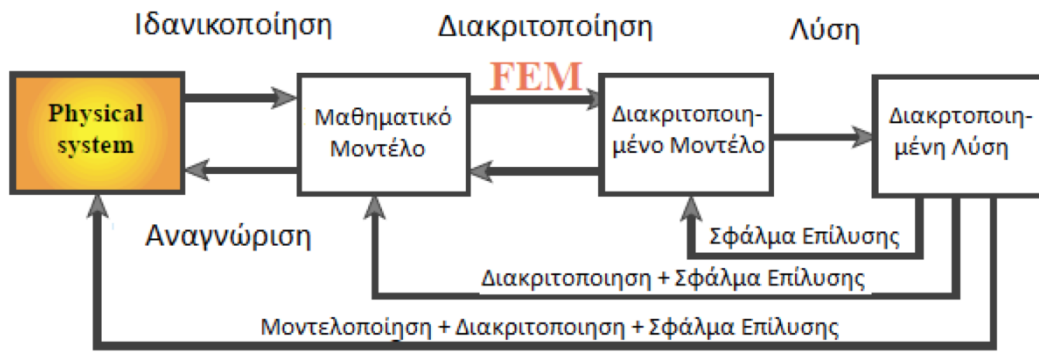 Ιδανικοποίηση
Διακριτοποίηση
Λύση
FEM
Physical
system
Μαθηματικό
Μοντέλο
Διακριτοποιη-
μένο Μοντέλο
Διακρτοποιη-
μένη Λύση
Αναγνώριση
Σφάλμα Επίλυσης
Διακριτοποιηση + Σφάλμα Επίλυσης
Μοντελοποίηση + Διακριτοποιηση + Σφάλμα Επίλυσης